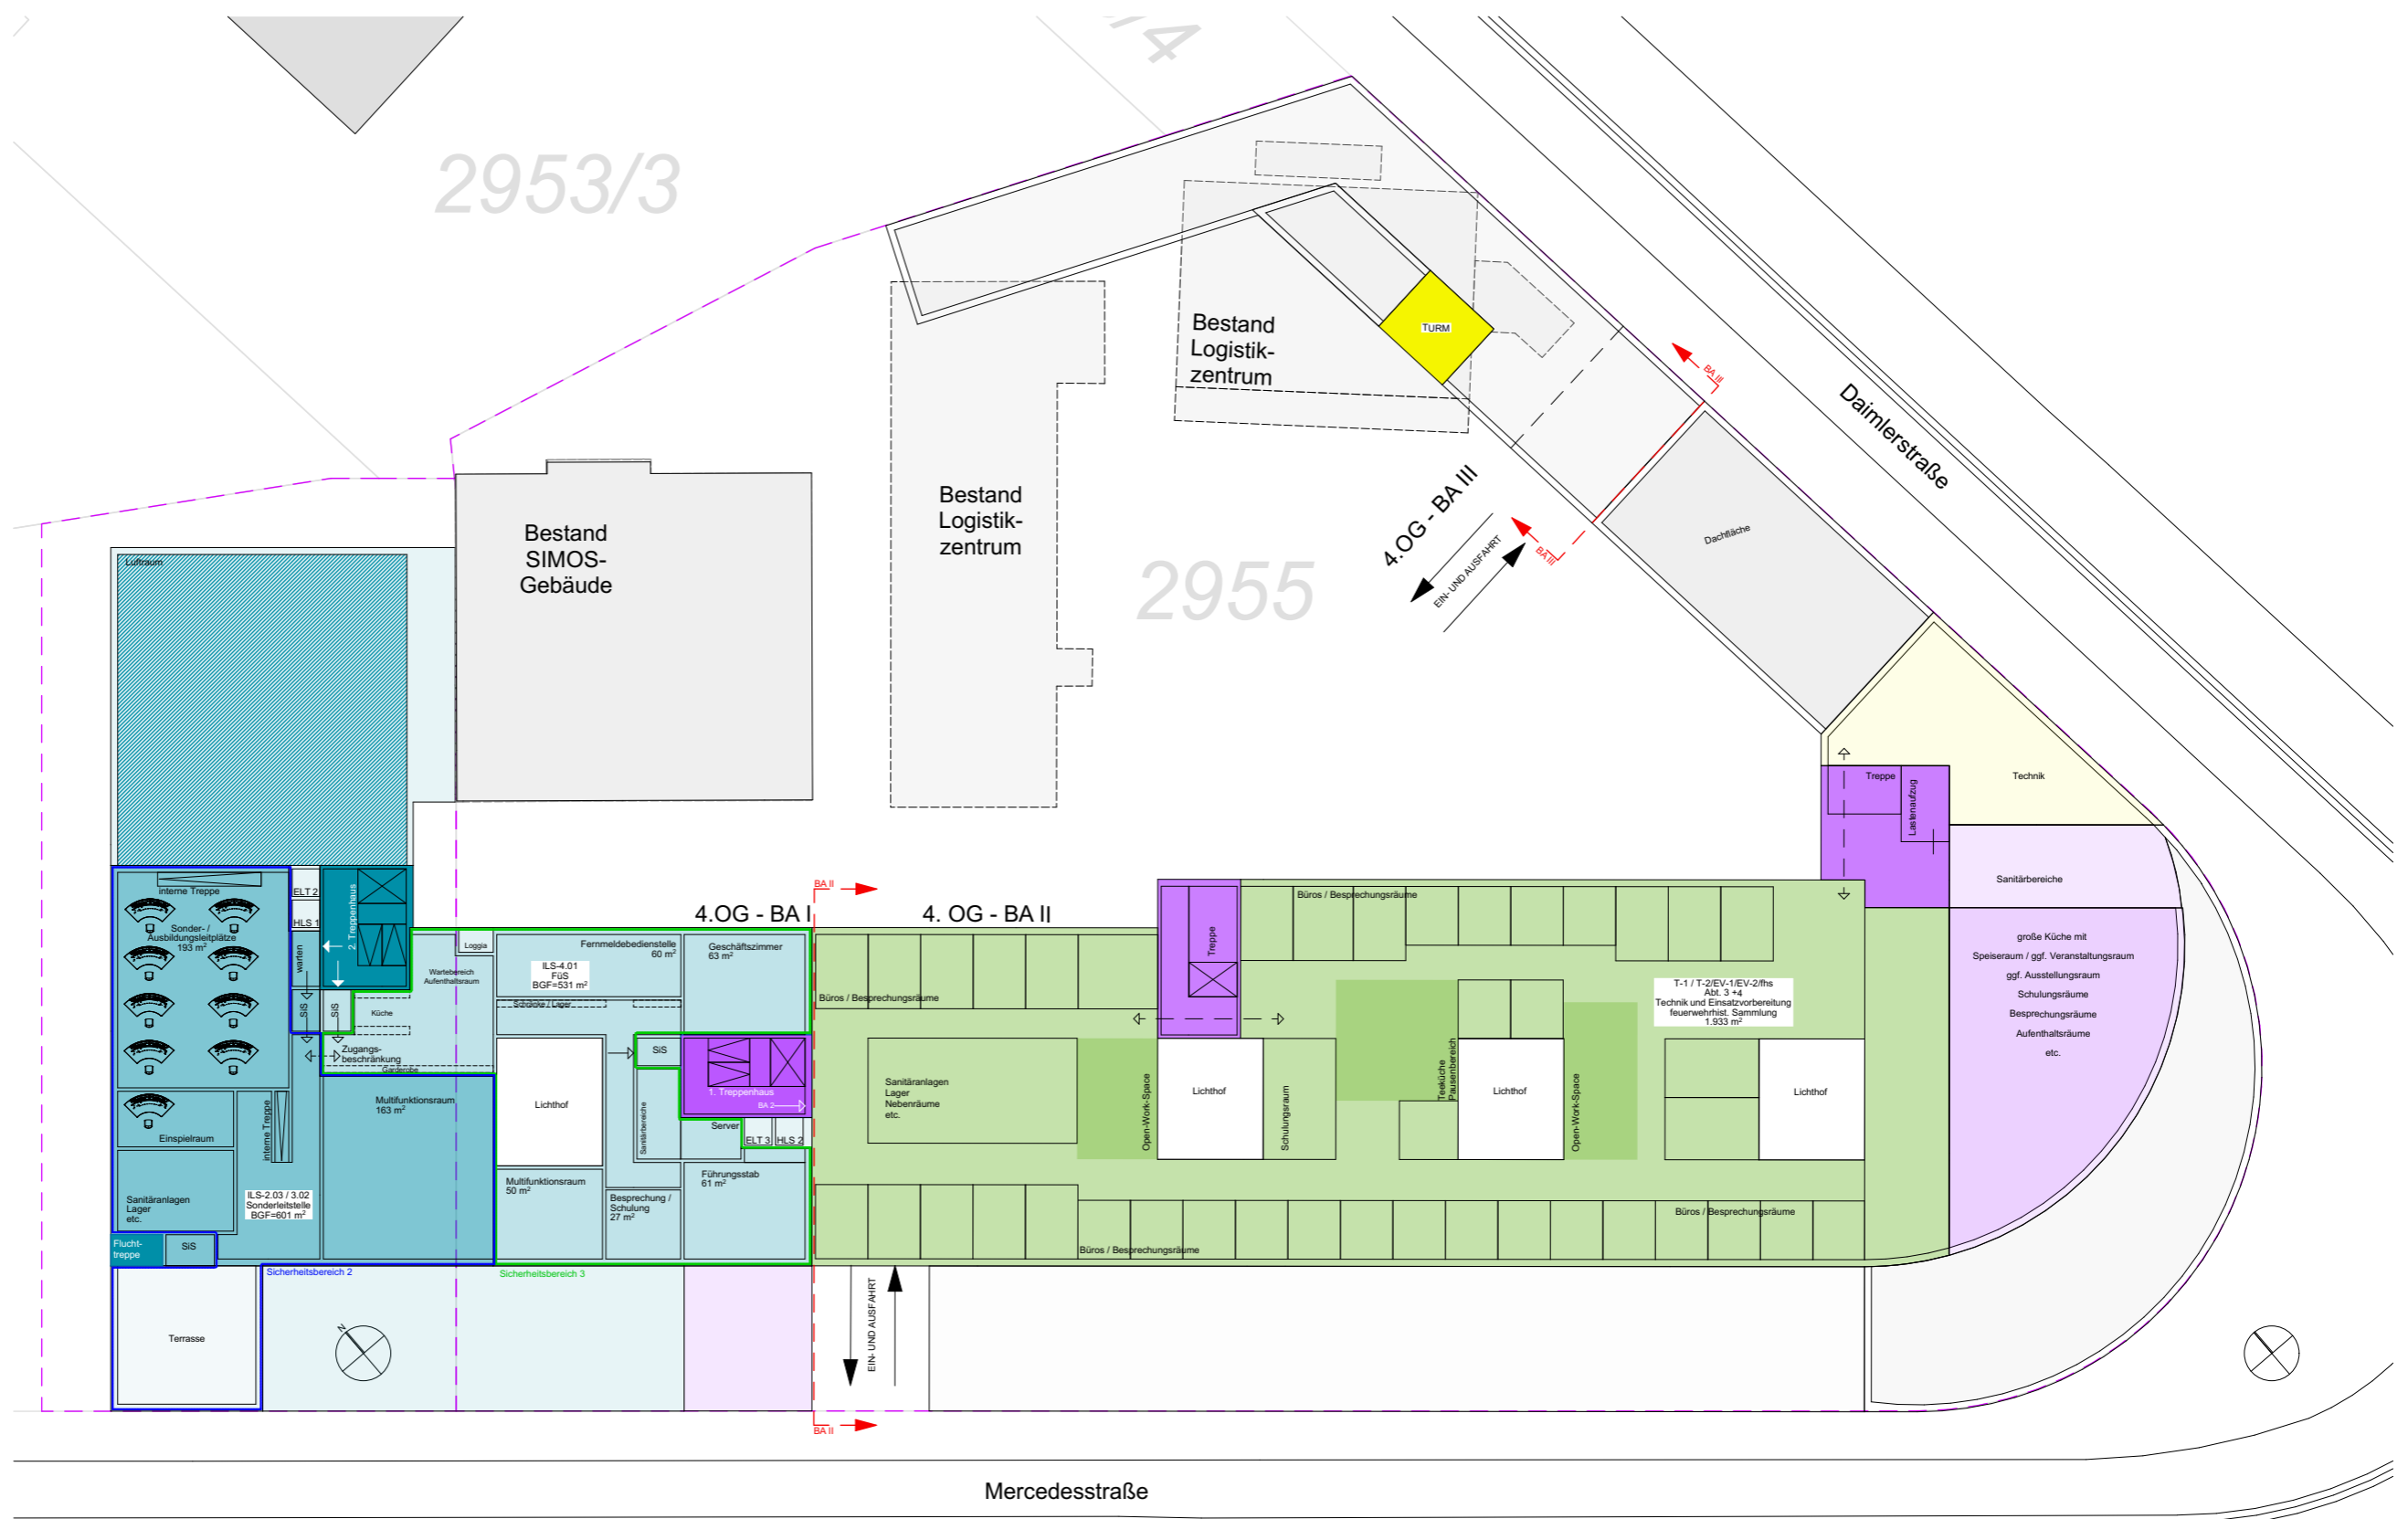 /4
2953/3
Bestand
Logistik-
zentrum
TURM
BA III
Daimlerstraße
Bestand
SIMOS-
Gebäude
Bestand
Logistik-
zentrum
2955
4.OG - BA III
EIN- UND AUSFAHRT
BA III
Dachfläche
Luftraum
Technik
Treppe
Lastenaufzug
Sanitärbereiche
große Küche mit
Speiseraum / ggf. Veranstaltungsraum
ggf. Ausstellungsraum
Schulungsräume
Besprechungsräume
Aufenthaltsräume
etc.
interne Treppe
ELT 2
HLS 1
2. Treppenhaus
Sonder- /
Ausbildungsleitplätze
193 m²
warten
SiS
SiS
BA II
4.OG - BA I
4. OG - BA II
Loggia
Wartebereich
Aufenthaltsraum
Küche
Zugangs-
beschränkung
Garderobe
Fernmeldebedienstelle
60 m²
ILS-4.01
FüS
BGF=531 m²
Schränke / Lager
Geschäftszimmer
63 m²
Büros / Besprechungsräume
Treppe
Büros / Besprechungsräume
T-1 / T-2/EV-1/EV-2/fhs
Abt. 3 +4
Technik und Einsatzvorbereitung
feuerwehrhist. Sammlung
1.933 m²
SiS
1. Treppenhaus
BA 2
Multifunktionsraum
163 m²
Lichthof
Sanitärbereiche
Server
ELT 3
HLS 2
Sanitäranlagen
Lager
Nebenräume
etc.
Open-Work-Space
Lichthof
Schulungsraum
Teeküche
Pausenbereich
Lichthof
Open-Work-Space
Lichthof
Einspielraum
interne Treppe
Sanitäranlagen
Lager
etc.
ILS-2.03 / 3.02
Sonderleitstelle
BGF=601 m²
Multifunktionsraum
50 m²
Besprechung /
Schulung
27 m²
Führungsstab
61 m²
Büros / Besprechungsräume
Büros / Besprechungsräume
Flucht-
treppe
SiS
Sicherheitsbereich 2
Sicherheitsbereich 3
Terrasse
N
EIN- UND AUSFAHRT
BA II
Mercedesstraße